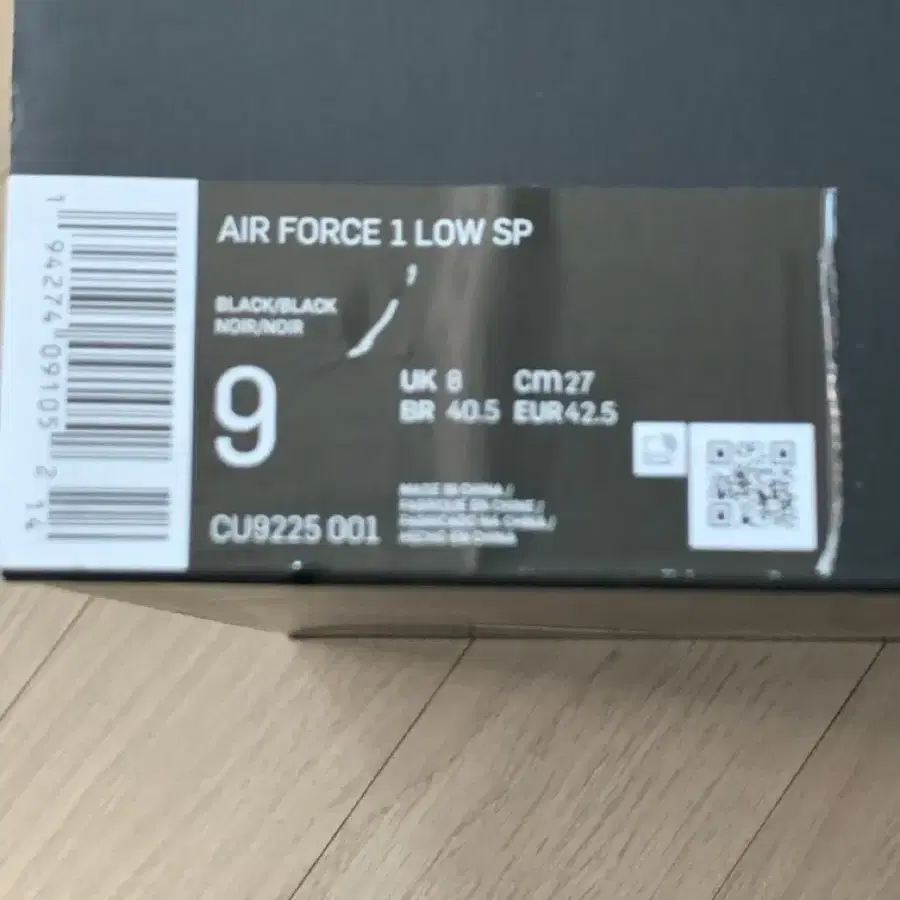 AIR FORCE 1 LOW SP
BLACK/BLACK
NOIR/NOIR
9
UK 8 cm 27
BR 40.5 EUR 42.5
CU9225 001
MADE IN CHINA /
FABRIQUÉ EN CHINE /
FABRICADO NA CHINA /
HECHO EN CHINA
1 94274 09105 2 14